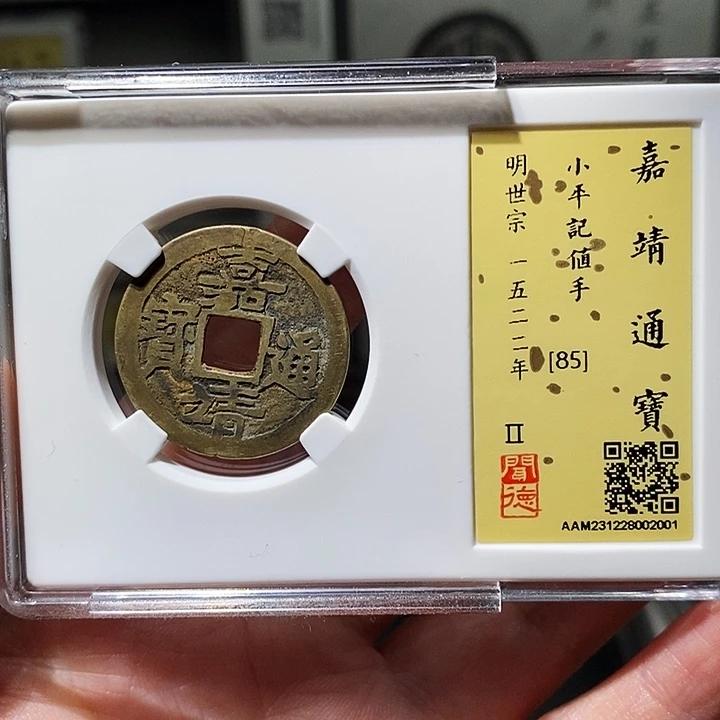 嘉靖通寶
小平記値手
[85]
明世宗 一五二二年
II
聞德
AAM231228002001
嘉靖通寶